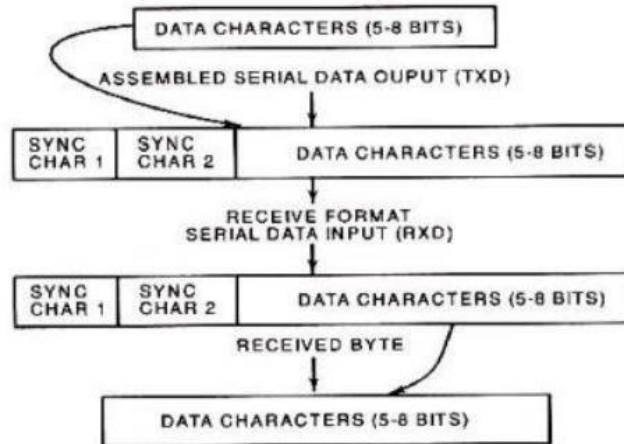 DATA CHARACTERS (5-8 BITS)
ASSEMBLED SERIAL DATA OUPUT (TXD)
SYNC CHAR 1
SYNC CHAR 2
DATA CHARACTERS (5-8 BITS)
RECEIVE FORMAT
SERIAL DATA INPUT (RXD)
SYNC CHAR 1
SYNC CHAR 2
DATA CHARACTERS (5-8 BITS)
RECEIVED BYTE
DATA CHARACTERS (5-8 BITS)